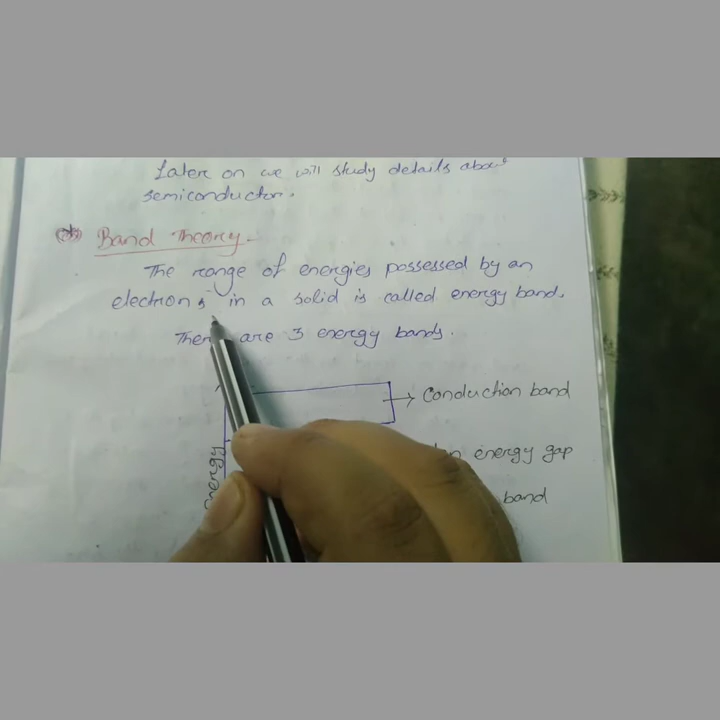 Later on we will study details
semiconductor.
Band Theory-
The range of energies possessed by an
electrons in a solid is called energy band.
There are 3 energy bands.
Conduction band
energy gap
band
Energy